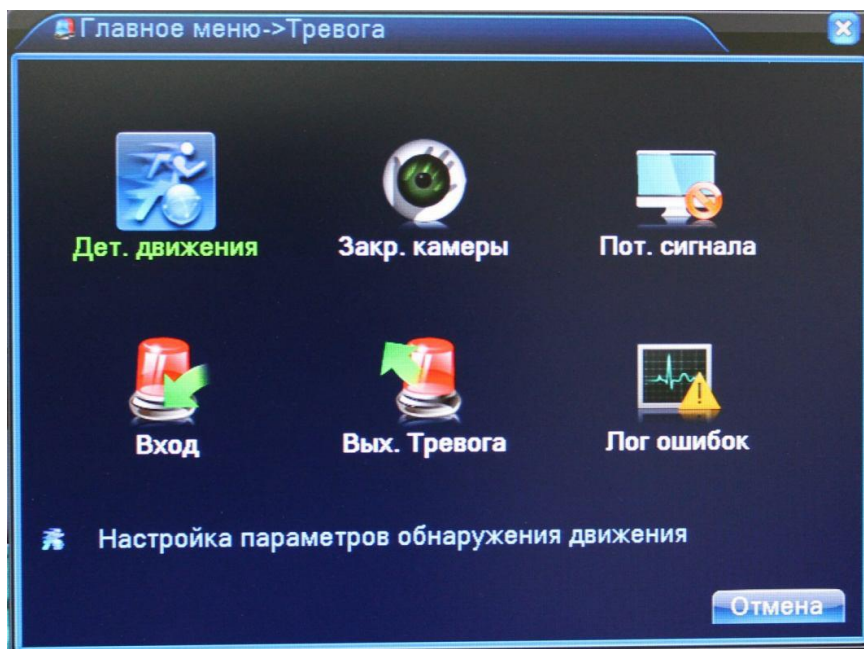 Главное меню->Тревога
Дет. движения
Закр. камеры
Пот. сигнала
Вход
Вых. Тревога
Лог ошибок
Настройка параметров обнаружения движения
Отмена